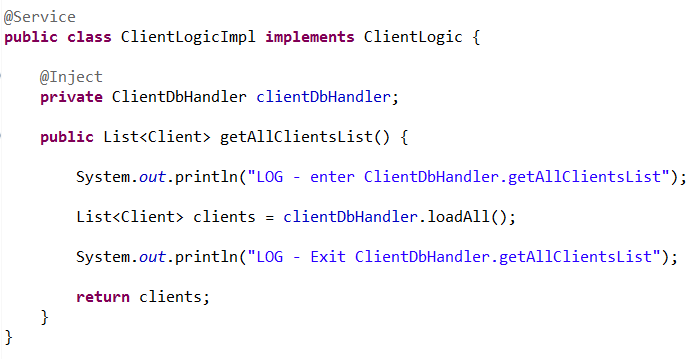 @Service
public class ClientLogicImpl implements ClientLogic {
@Inject
private ClientDbHandler clientDbHandler;
public List<Client> getAllClientsList() {
System.out.println("LOG - enter ClientDbHandler.getAllClientsList");
List<Client> clients = clientDbHandler.loadAll();
System.out.println("LOG - Exit ClientDbHandler.getAllClientsList");
return clients;
}
}